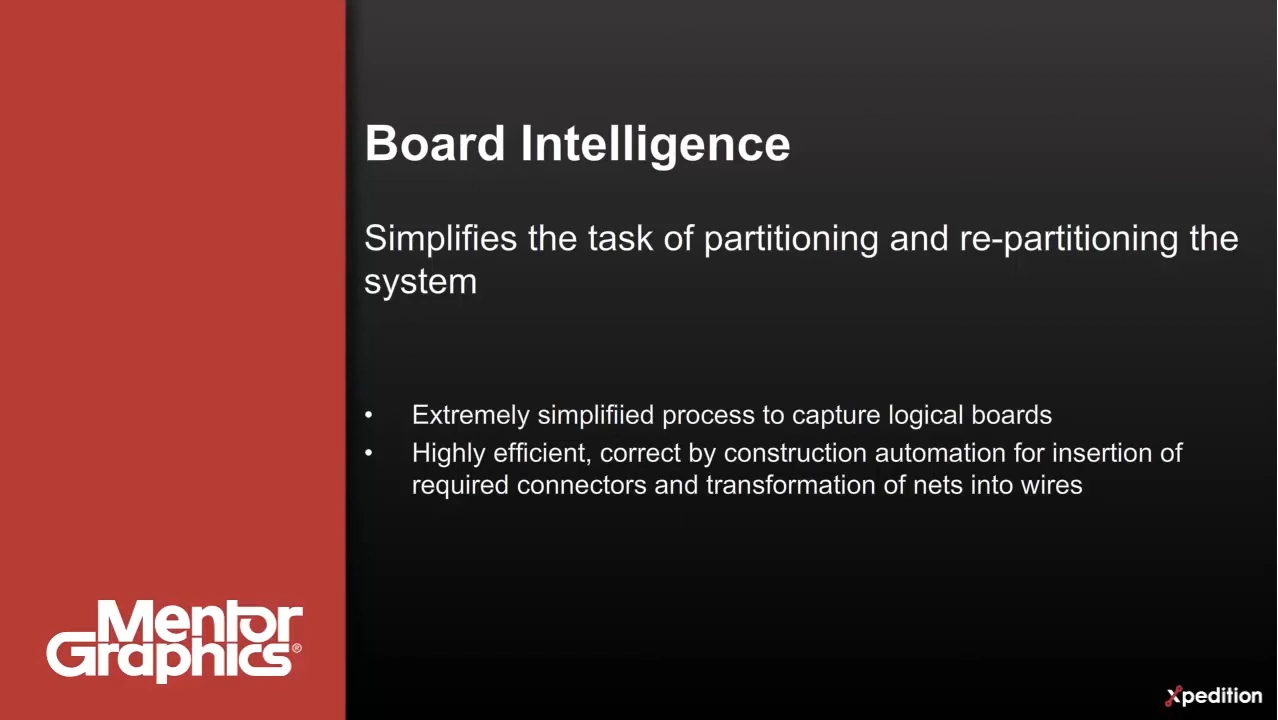 Board Intelligence
Simplifies the task of partitioning and re-partitioning the
system
• Extremely simplifiied process to capture logical boards
• Highly efficient, correct by construction automation for insertion of
required connectors and transformation of nets into wires
Mentor
Graphics®
xpedition